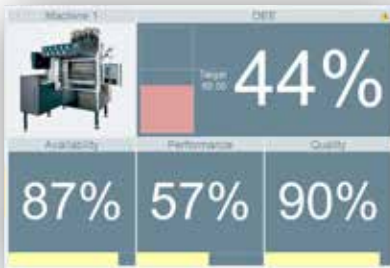 Machine 1
OEE
Target
44%
Availability
Performance
Quality
87%
57%
90%